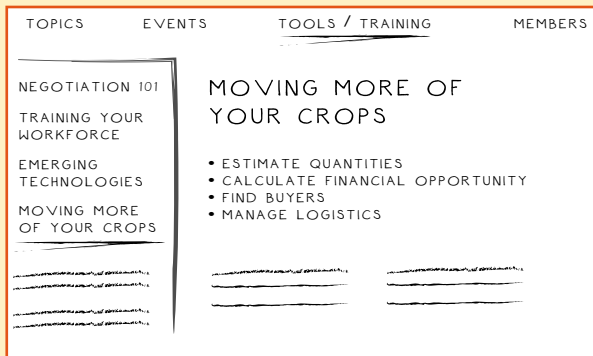 TOPICS EVENTS TOOLS / TRAINING MEMBERS
NEGOTIATION 101
TRAINING YOUR
WORKFORCE
EMERGING
TECHNOLOGIES
MOVING MORE
OF YOUR CROPS
MOVING MORE OF
YOUR CROPS
• ESTIMATE QUANTITIES
• CALCULATE FINANCIAL OPPORTUNITY
• FIND BUYERS
• MANAGE LOGISTICS